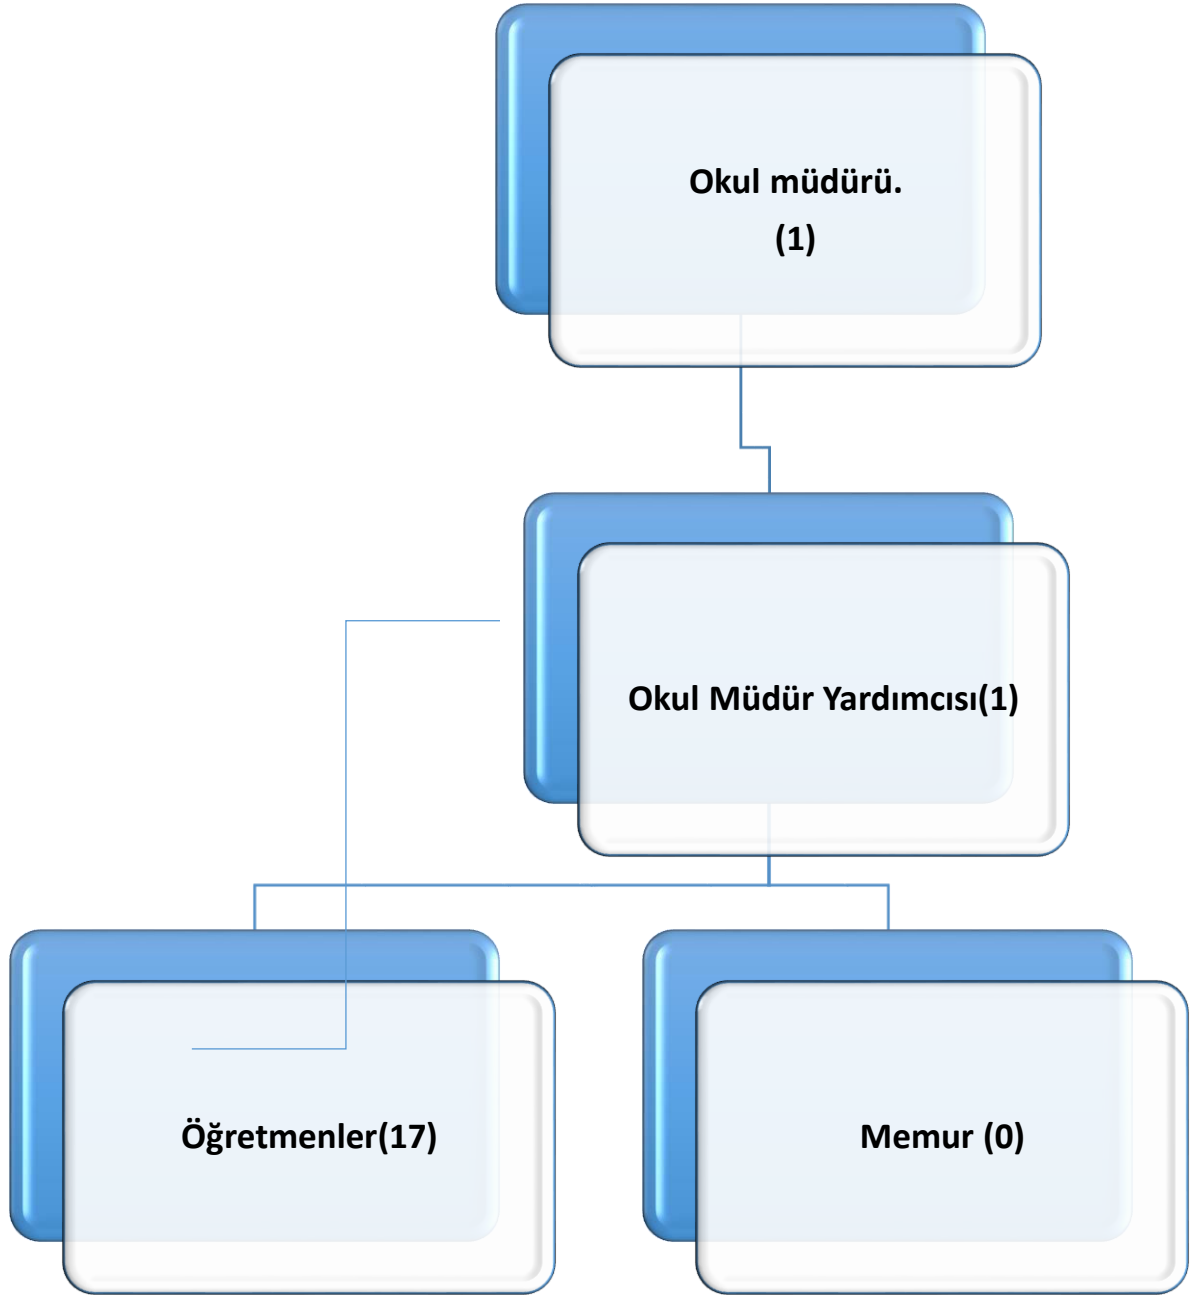 Okul müdürü.
(1)
Okul Müdür Yardımcısı(1)
Öğretmenler(17)
Memur (0)